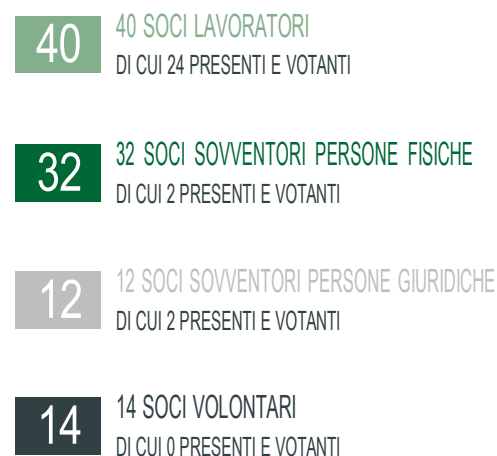 40
40 SOCI LAVORATORI
DI CUI 24 PRESENTI E VOTANTI
32
32 SOCI SOVVENTORI PERSONE FISICHE
DI CUI 2 PRESENTI E VOTANTI
12
12 SOCI SOVVENTORI PERSONE GIURIDICHE
DI CUI 2 PRESENTI E VOTANTI
14
14 SOCI VOLONTARI
DI CUI 0 PRESENTI E VOTANTI